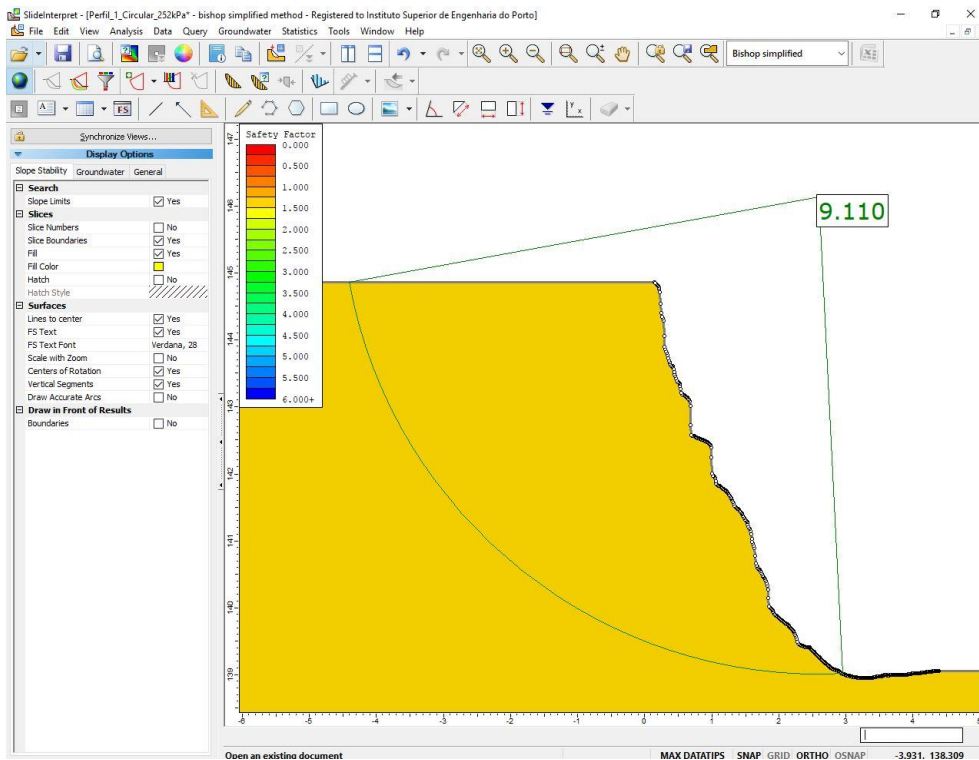 SlideInterpret - [Perfil_1_Circular_252kPa* - bishop simplified method - Registered to Instituto Superior de Engenharia do Porto]
File Edit View Analysis Data Query Groundwater Statistics Tools Window Help
Bishop simplified
A FS
Y x
Synchronize Views...
Display Options
Slope Stability Groundwater General
Search
Slope Limits Yes
Slices
Slice Numbers No
Slice Boundaries Yes
Fill Yes
Fill Color
Hatch No
Hatch Style
Surfaces
Lines to center Yes
FS Text Yes
FS Text Font Verdana, 28
Scale with Zoom No
Centers of Rotation Yes
Vertical Segments Yes
Draw Accurate Arcs No
Draw in Front of Results
Boundaries No
Safety Factor
0.000
0.500
1.000
1.500
2.000
2.500
3.000
3.500
4.000
4.500
5.000
5.500
6.000+
9.110
147
146
145
144
143
142
141
140
139
-6 -5 -4 -3 -2 -1 0 1 2 3 4 5
Open an existing document MAX DATATIPS SNAP GRID ORTHO OSNAP -3.931, 138.309